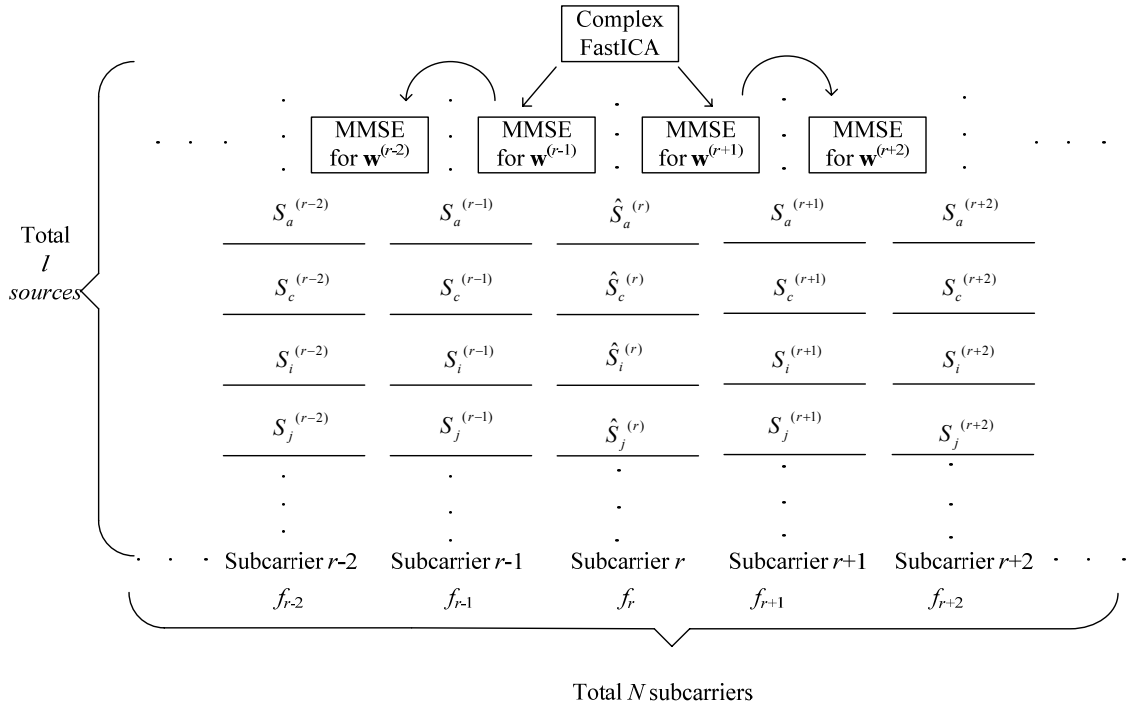 Complex
FastICA
MMSE
for w^(r-2)
MMSE
for w^(r-1)
MMSE
for w^(r+1)
MMSE
for w^(r+2)
Total
l
sources
S_a^(r-2) S_a^(r-1) Ŝ_a^(r) S_a^(r+1) S_a^(r+2)
S_c^(r-2) S_c^(r-1) Ŝ_c^(r) S_c^(r+1) S_c^(r+2)
S_i^(r-2) S_i^(r-1) Ŝ_i^(r) S_i^(r+1) S_i^(r+2)
S_j^(r-2) S_j^(r-1) Ŝ_j^(r) S_j^(r+1) S_j^(r+2)
Subcarrier r-2 Subcarrier r-1 Subcarrier r Subcarrier r+1 Subcarrier r+2
f_r-2 f_r-1 f_r f_r+1 f_r+2
Total N subcarriers